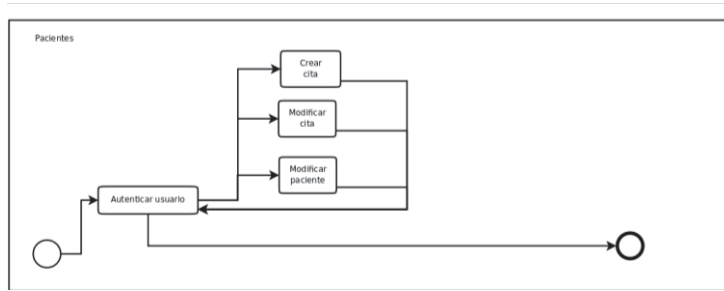 Pacientes
Crear
cita
Modificar
cita
Modificar
paciente
Autenticar usuario